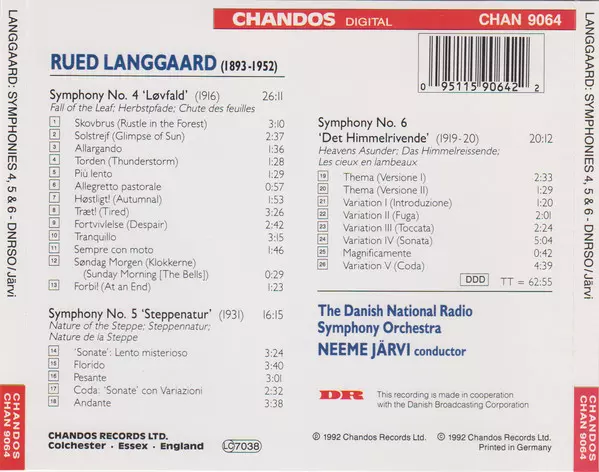 LANGGAARD: SYMPHONIES 4, 5 & 6 - DNRSO/Järvi
CHANDOS
CHAN 9064
CHANDOS DIGITAL
CHAN 9064
RUED LANGGAARD (1893-1952)
Symphony No. 4 ‘Løvfald’ (1916) 26:11
Fall of the Leaf; Herbstpfade; Chute des feuilles
1 Skovbrus (Rustle in the Forest) 3:10
2 Solstrejf (Glimpse of Sun) 2:37
3 Allargando 1:36
4 Torden (Thunderstorm) 1:28
5 Più lento 1:29
6 Allegretto pastorale 0:57
7 Høstligt! (Autumnal) 1:53
8 Træt! (Tired) 3:26
9 Fortvivlelse (Despair) 2:42
10 Tranquillo 3:15
11 Sempre con moto 1:46
12 Søndag Morgen (Klokkerne)
(Sunday Morning [The Bells]) 0:29
13 Forbi! (At an End) 1:23
Symphony No. 5 ‘Steppenatur’ (1931) 16:15
Nature of the Steppe; Steppennatur;
Nature de la Steppe
14 ‘Sonate’: Lento misterioso 3:24
15 Florido 3:40
16 Pesante 3:01
17 Coda: ‘Sonate’ con Variazioni 2:32
18 Andante 3:38
CHANDOS RECORDS LTD.
Colchester . Essex . England
LC 7038
0 95115 90642 2
Symphony No. 6
‘Det Himmelrivende’ (1919-20) 20:12
Heavens Asunder; Das Himmelreissende;
Les cieux en lambeaux
19 Thema (Versione I) 2:33
20 Thema (Versione II) 1:29
21 Variation I (Introduzione) 1:20
22 Variation II (Fuga) 2:01
23 Variation III (Toccata) 2:24
24 Variation IV (Sonata) 5:04
25 Magnificamente 0:42
26 Variation V (Coda) 4:39
DDD TT = 62:55
The Danish National Radio
Symphony Orchestra
NEEME JÄRVI conductor
DR
This recording is made in cooperation
with the Danish Broadcasting Corporation
℗ 1992 Chandos Records Ltd. © 1992 Chandos Records Ltd.
Printed in Germany
LANGGAARD: SYMPHONIES 4, 5 & 6 - DNRSO/Järvi
CHANDOS
CHAN 9064